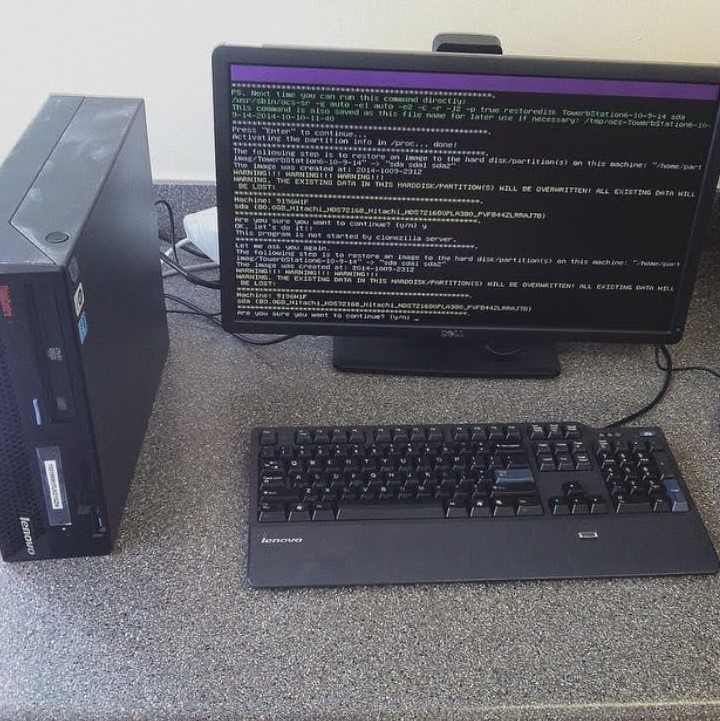 *************************************************.
PS. Next time you can run this command directly:
/usr/sbin/ocs-sr -g auto -e1 auto -e2 -c -r -j2 -p true restoredisk Tower6Station6-10-9-14 sda
This command is also saved as this file name for later use if necessary: /tmp/ocs-Tower6Station6-10-
9-14-2014-10-10-11-40
*************************************************.
Press "Enter" to continue...
Activating the partition info in /proc... done!
*************************************************.
The following step is to restore an image to the hard disk/partition(s) on this machine: "/home/part
imag/Tower6Station6-10-9-14" -> "sda sda1 sda2"
The image was created at: 2014-1009-2312
WARNING!!! WARNING!!! WARNING!!!
WARNING. THE EXISTING DATA IN THIS HARDDISK/PARTITION(S) WILL BE OVERWRITTEN! ALL EXISTING DATA WILL
BE LOST:
*************************************************.
Machine: 9196W1F
sda (80.0GB_Hitachi_HDS72168_Hitachi_HDS721680PLA380_PVFB442LRRAJ7B)
*************************************************.
Are you sure you want to continue? (y/n) y
OK, let's do it!!
This program is not started by clonezilla server.
*************************************************.
Let me ask you again.
The following step is to restore an image to the hard disk/partition(s) on this machine: "/home/part
imag/Tower6Station6-10-9-14" -> "sda sda1 sda2"
The image was created at: 2014-1009-2312
WARNING!!! WARNING!!! WARNING!!!
WARNING. THE EXISTING DATA IN THIS HARDDISK/PARTITION(S) WILL BE OVERWRITTEN! ALL EXISTING DATA WILL
BE LOST:
*************************************************.
Machine: 9196W1F
sda (80.0GB_Hitachi_HDS72168_Hitachi_HDS721680PLA380_PVFB442LRRAJ7B)
*************************************************.
Are you sure you want to continue? (y/n) _
DELL
lenovo
lenovo